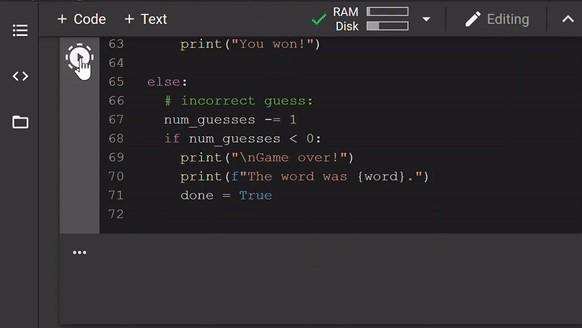 + Code + Text RAM Disk Editing
63 print("You won!")
64
65 else:
66 # incorrect guess:
67 num_guesses -= 1
68 if num_guesses < 0:
69 print("\nGame over!")
70 print(f"The word was {word}.")
71 done = True
72